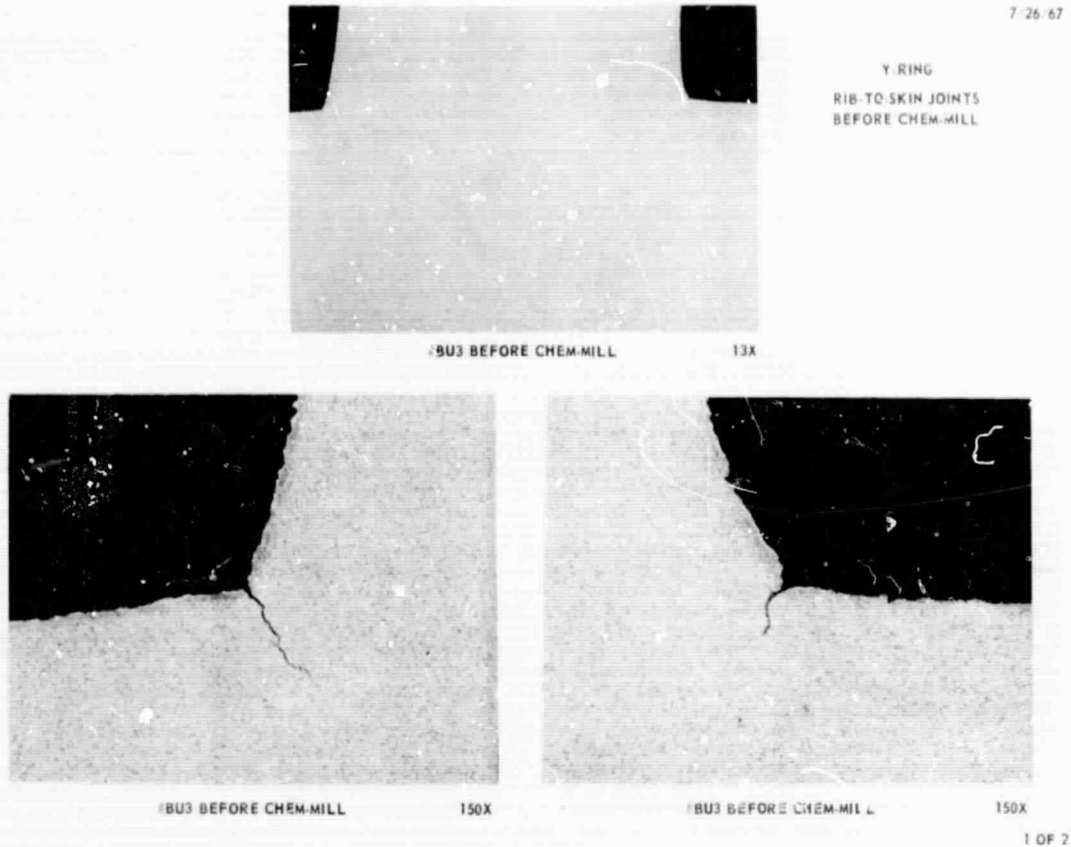 7/26/67
Y-RING
RIB-TO-SKIN JOINTS
BEFORE CHEM-MILL
#BU3 BEFORE CHEM-MILL 13X
#BU3 BEFORE CHEM-MILL 150X
#BU3 BEFORE CHEM-MILL 150X
1 OF 2